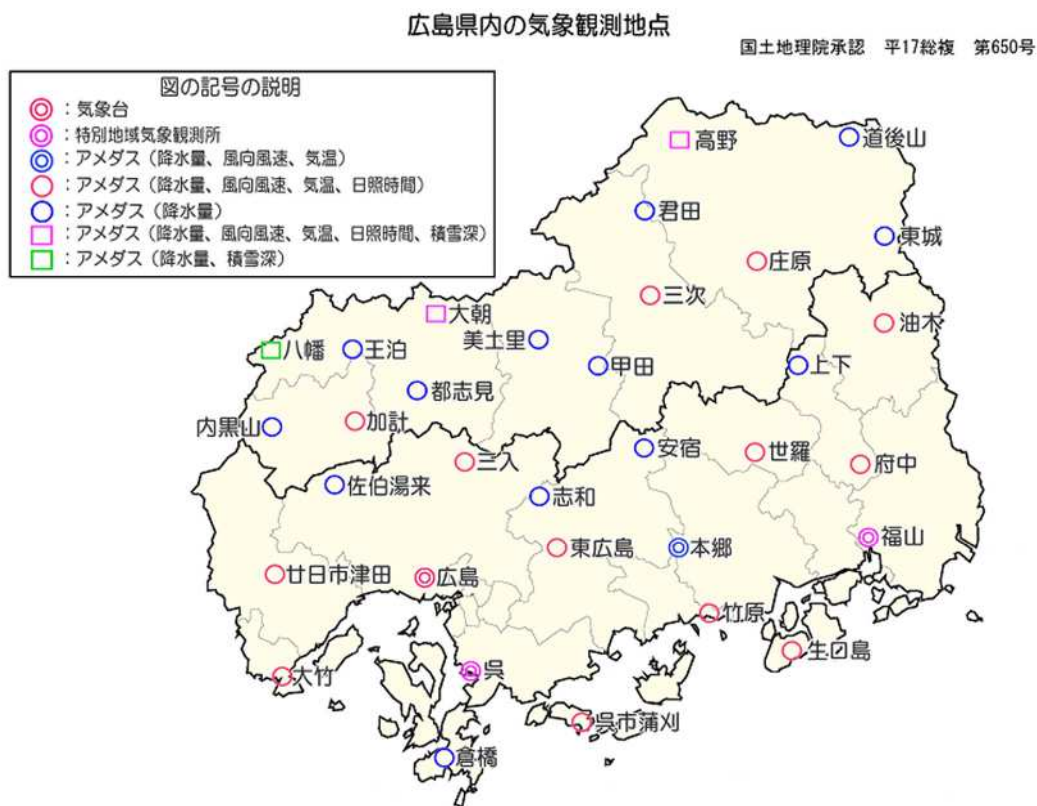 広島県内の気象観測地点
国土地理院承認　平17総複　第650号
図の記号の説明
：気象台
：特別地域気象観測所
：アメダス（降水量、風向風速、気温）
：アメダス（降水量、風向風速、気温、日照時間）
：アメダス（降水量）
：アメダス（降水量、風向風速、気温、日照時間、積雪深）
：アメダス（降水量、積雪深）
高野
道後山
君田
東城
庄原
三次
大朝
油木
美土里
八幡
王泊
甲田
上下
都志見
内黒山
加計
安宿
世羅
三入
府中
佐伯湯来
志和
福山
東広島
本郷
廿日市津田
広島
竹原
生口島
大竹
呉
呉市蒲刈
倉橋